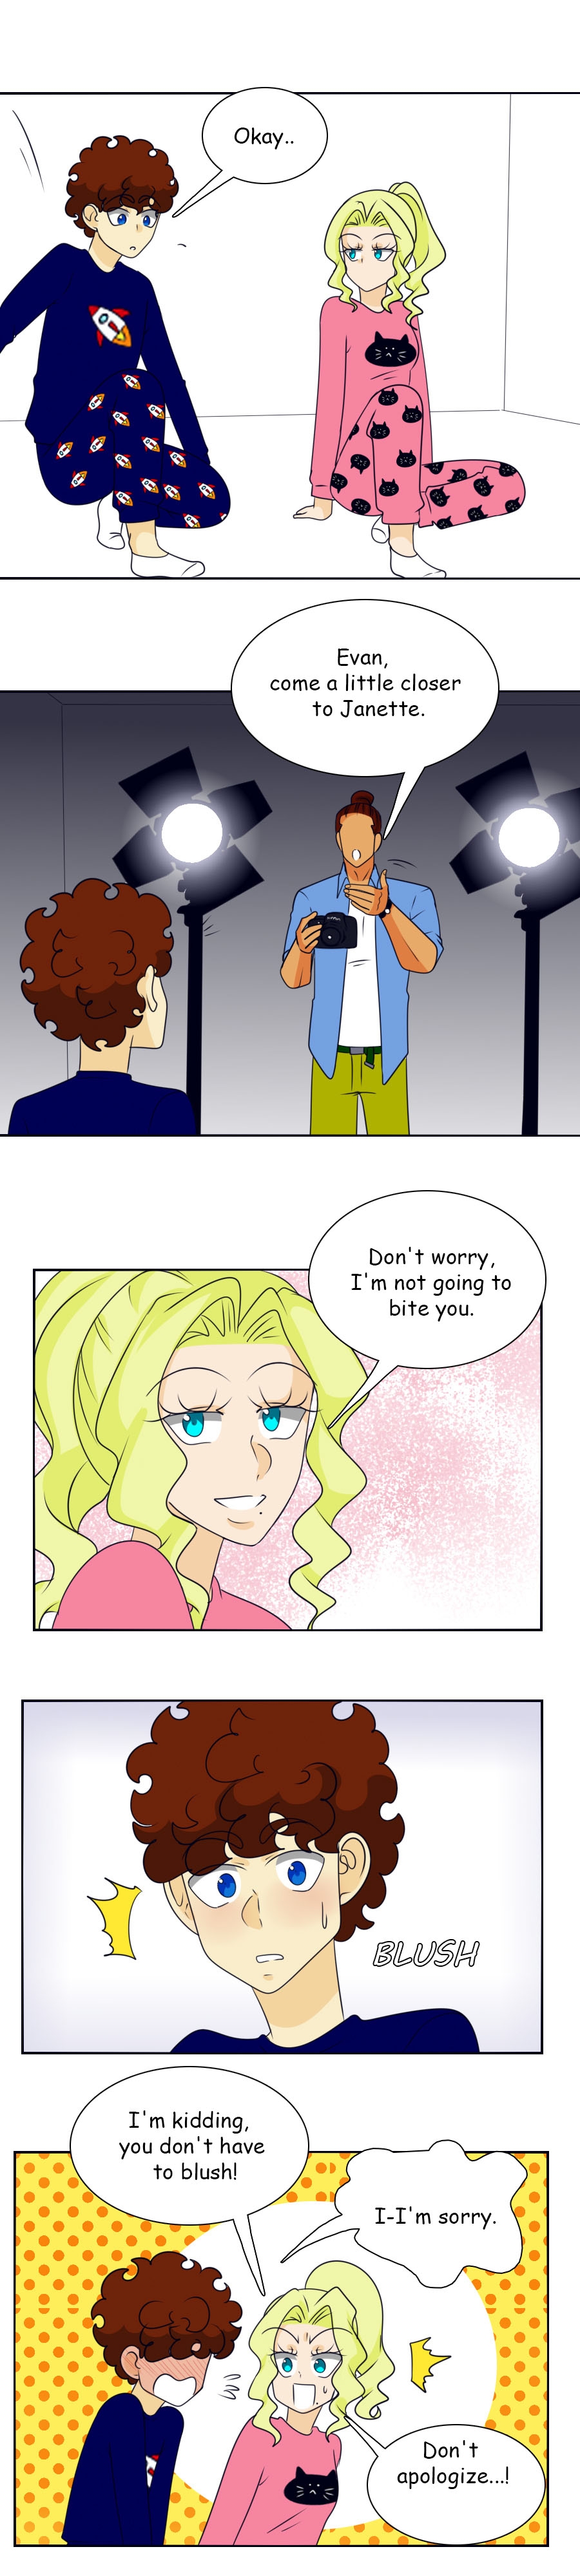 Okay..
Evan,
come a little closer
to Janette.
Don't worry,
I'm not going to
bite you.
BLUSH
I'm kidding,
you don't have
to blush!
I-I'm sorry.
Don't
apologize...!